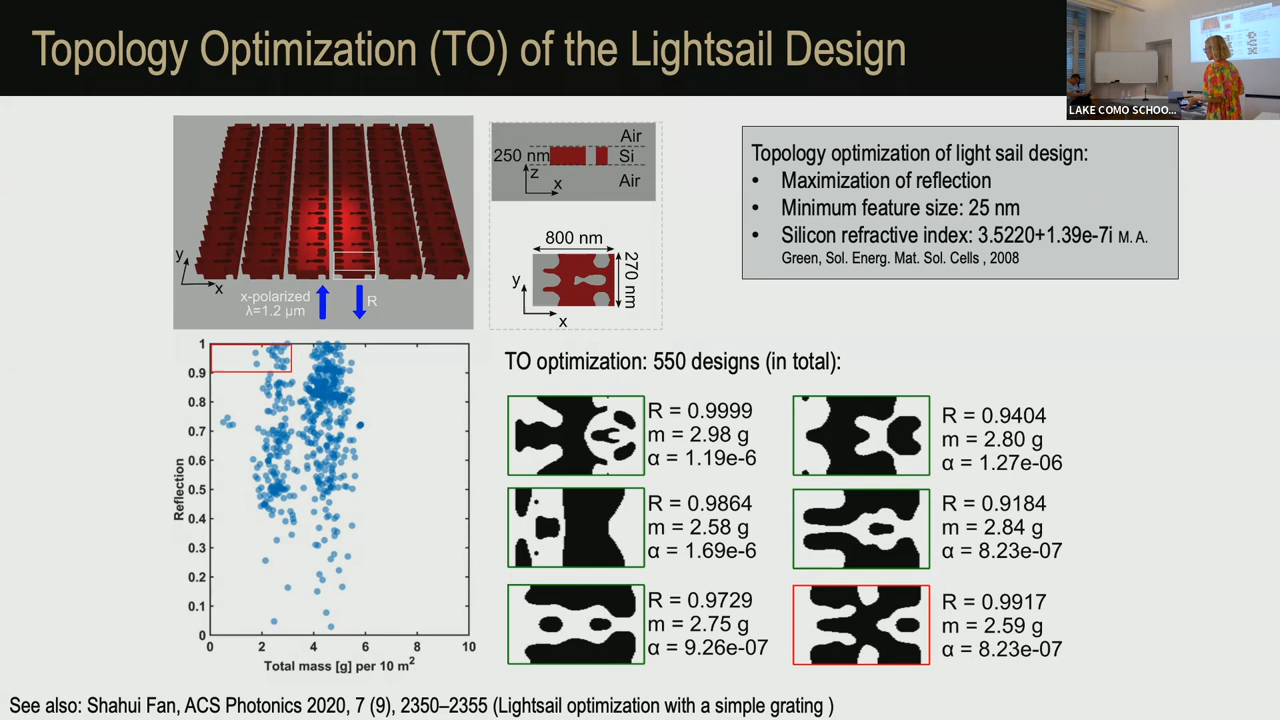 Topology Optimization (TO) of the Lightsail Design
LAKE COMO SCHOO...
y
x
x-polarized
λ=1.2 µm
R
Air
250 nm
Si
Air
z
x
800 nm
270 nm
y
x
Topology optimization of light sail design:
• Maximization of reflection
• Minimum feature size: 25 nm
• Silicon refractive index: 3.5220+1.39e-7i M. A.
Green, Sol. Energ. Mat. Sol. Cells , 2008
1
0.9
0.8
0.7
0.6
0.5
0.4
0.3
0.2
0.1
0
Reflection
0 2 4 6 8 10
Total mass [g] per 10 m²
TO optimization: 550 designs (in total):
R = 0.9999
m = 2.98 g
α = 1.19e-6
R = 0.9404
m = 2.80 g
α = 1.27e-06
R = 0.9864
m = 2.58 g
α = 1.69e-6
R = 0.9184
m = 2.84 g
α = 8.23e-07
R = 0.9729
m = 2.75 g
α = 9.26e-07
R = 0.9917
m = 2.59 g
α = 8.23e-07
See also: Shahui Fan, ACS Photonics 2020, 7 (9), 2350–2355 (Lightsail optimization with a simple grating )